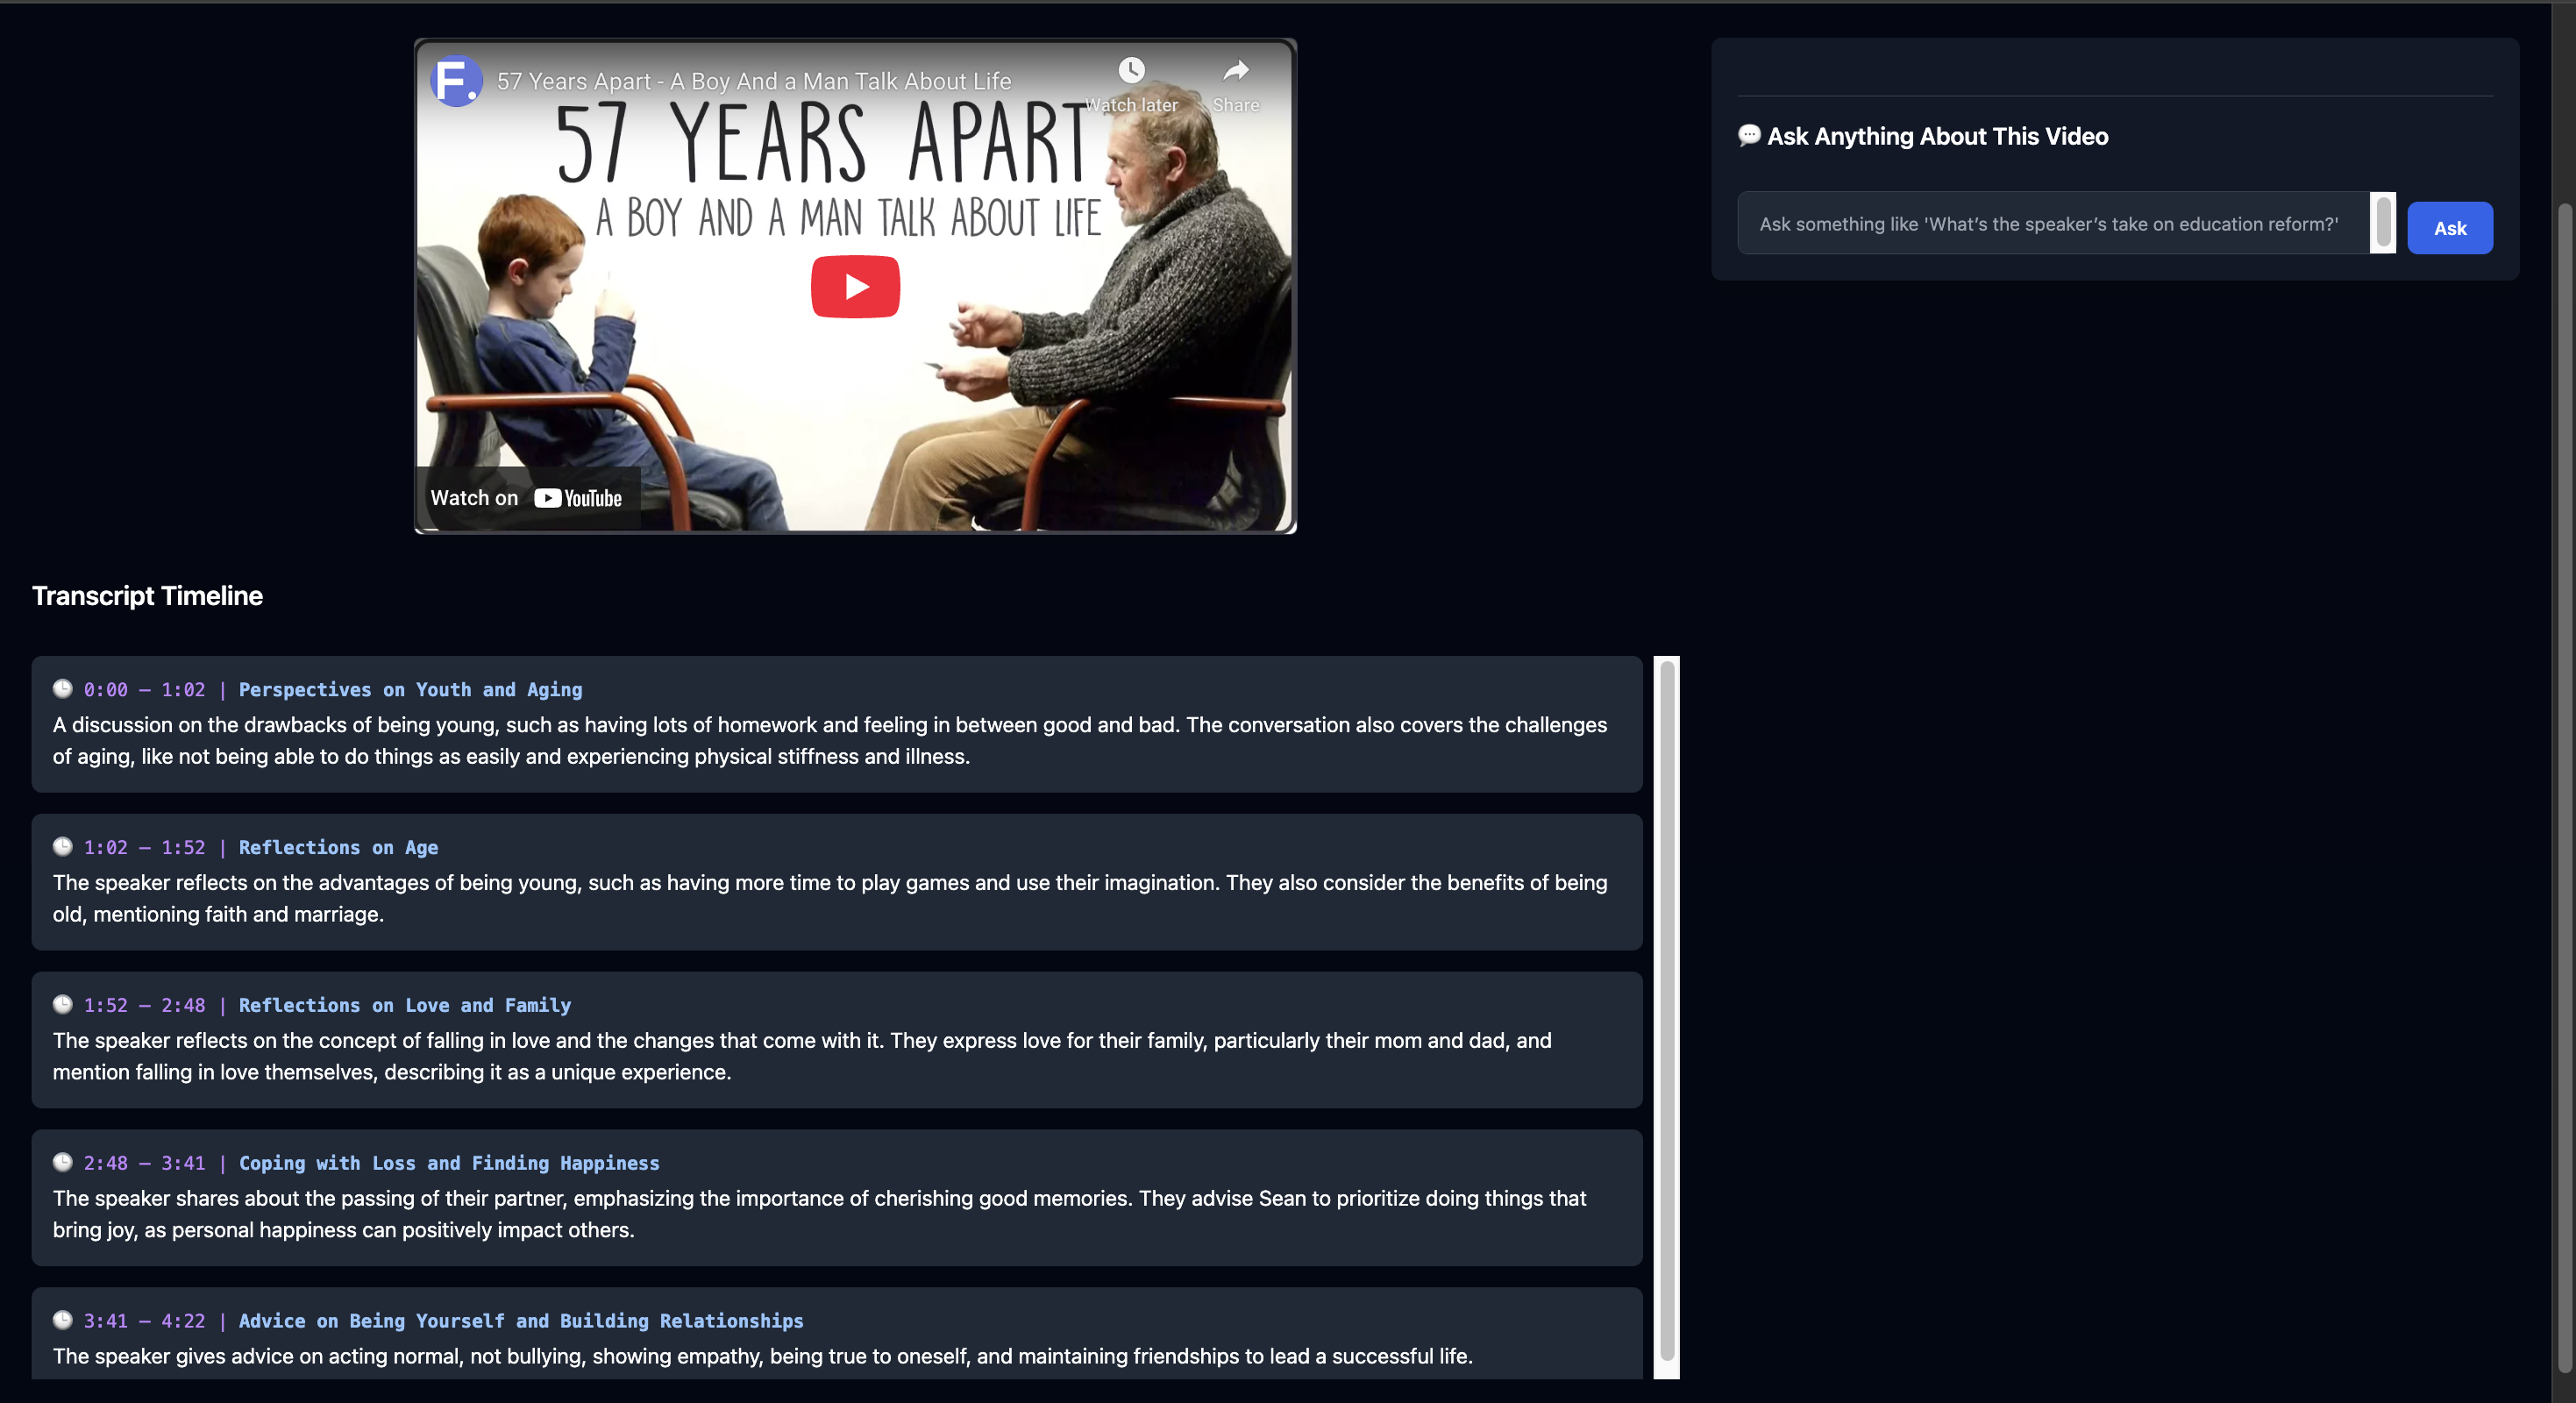 F.
57 Years Apart - A Boy And a Man Talk About Life
Watch later
Share
57 YEARS APART
A BOY AND A MAN TALK ABOUT LIFE
Watch on YouTube
💬 Ask Anything About This Video
Ask something like 'What’s the speaker’s take on education reform?'
Ask
Transcript Timeline
🕒 0:00 – 1:02 | Perspectives on Youth and Aging
A discussion on the drawbacks of being young, such as having lots of homework and feeling in between good and bad. The conversation also covers the challenges
of aging, like not being able to do things as easily and experiencing physical stiffness and illness.
🕒 1:02 – 1:52 | Reflections on Age
The speaker reflects on the advantages of being young, such as having more time to play games and use their imagination. They also consider the benefits of being
old, mentioning faith and marriage.
🕒 1:52 – 2:48 | Reflections on Love and Family
The speaker reflects on the concept of falling in love and the changes that come with it. They express love for their family, particularly their mom and dad, and
mention falling in love themselves, describing it as a unique experience.
🕒 2:48 – 3:41 | Coping with Loss and Finding Happiness
The speaker shares about the passing of their partner, emphasizing the importance of cherishing good memories. They advise Sean to prioritize doing things that
bring joy, as personal happiness can positively impact others.
🕒 3:41 – 4:22 | Advice on Being Yourself and Building Relationships
The speaker gives advice on acting normal, not bullying, showing empathy, being true to oneself, and maintaining friendships to lead a successful life.